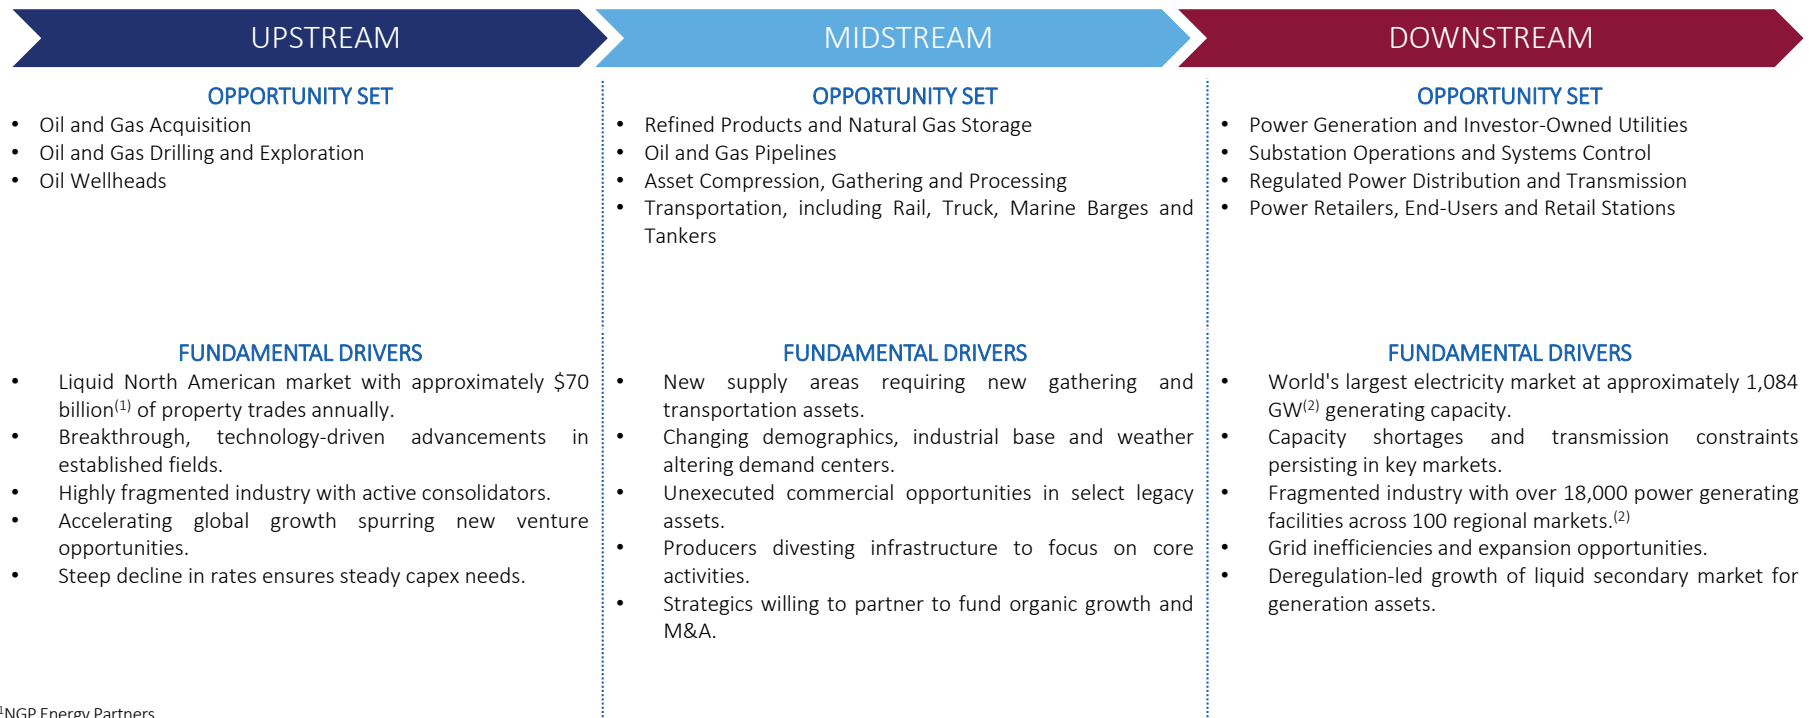 UPSTREAM
MIDSTREAM
DOWNSTREAM
OPPORTUNITY SET
• Oil and Gas Acquisition
• Oil and Gas Drilling and Exploration
• Oil Wellheads
FUNDAMENTAL DRIVERS
• Liquid North American market with approximately $70
billion(1) of property trades annually.
• Breakthrough, technology-driven advancements in
established fields.
• Highly fragmented industry with active consolidators.
• Accelerating global growth spurring new venture
opportunities.
• Steep decline in rates ensures steady capex needs.
OPPORTUNITY SET
• Refined Products and Natural Gas Storage
• Oil and Gas Pipelines
• Asset Compression, Gathering and Processing
• Transportation, including Rail, Truck, Marine Barges and
Tankers
FUNDAMENTAL DRIVERS
• New supply areas requiring new gathering and
transportation assets.
• Changing demographics, industrial base and weather
altering demand centers.
• Unexecuted commercial opportunities in select legacy
assets.
• Producers divesting infrastructure to focus on core
activities.
• Strategics willing to partner to fund organic growth and
M&A.
OPPORTUNITY SET
• Power Generation and Investor-Owned Utilities
• Substation Operations and Systems Control
• Regulated Power Distribution and Transmission
• Power Retailers, End-Users and Retail Stations
FUNDAMENTAL DRIVERS
• World's largest electricity market at approximately 1,084
GW(2) generating capacity.
• Capacity shortages and transmission constraints
persisting in key markets.
• Fragmented industry with over 18,000 power generating
facilities across 100 regional markets.(2)
• Grid inefficiencies and expansion opportunities.
• Deregulation-led growth of liquid secondary market for
generation assets.
1NGP Energy Partners